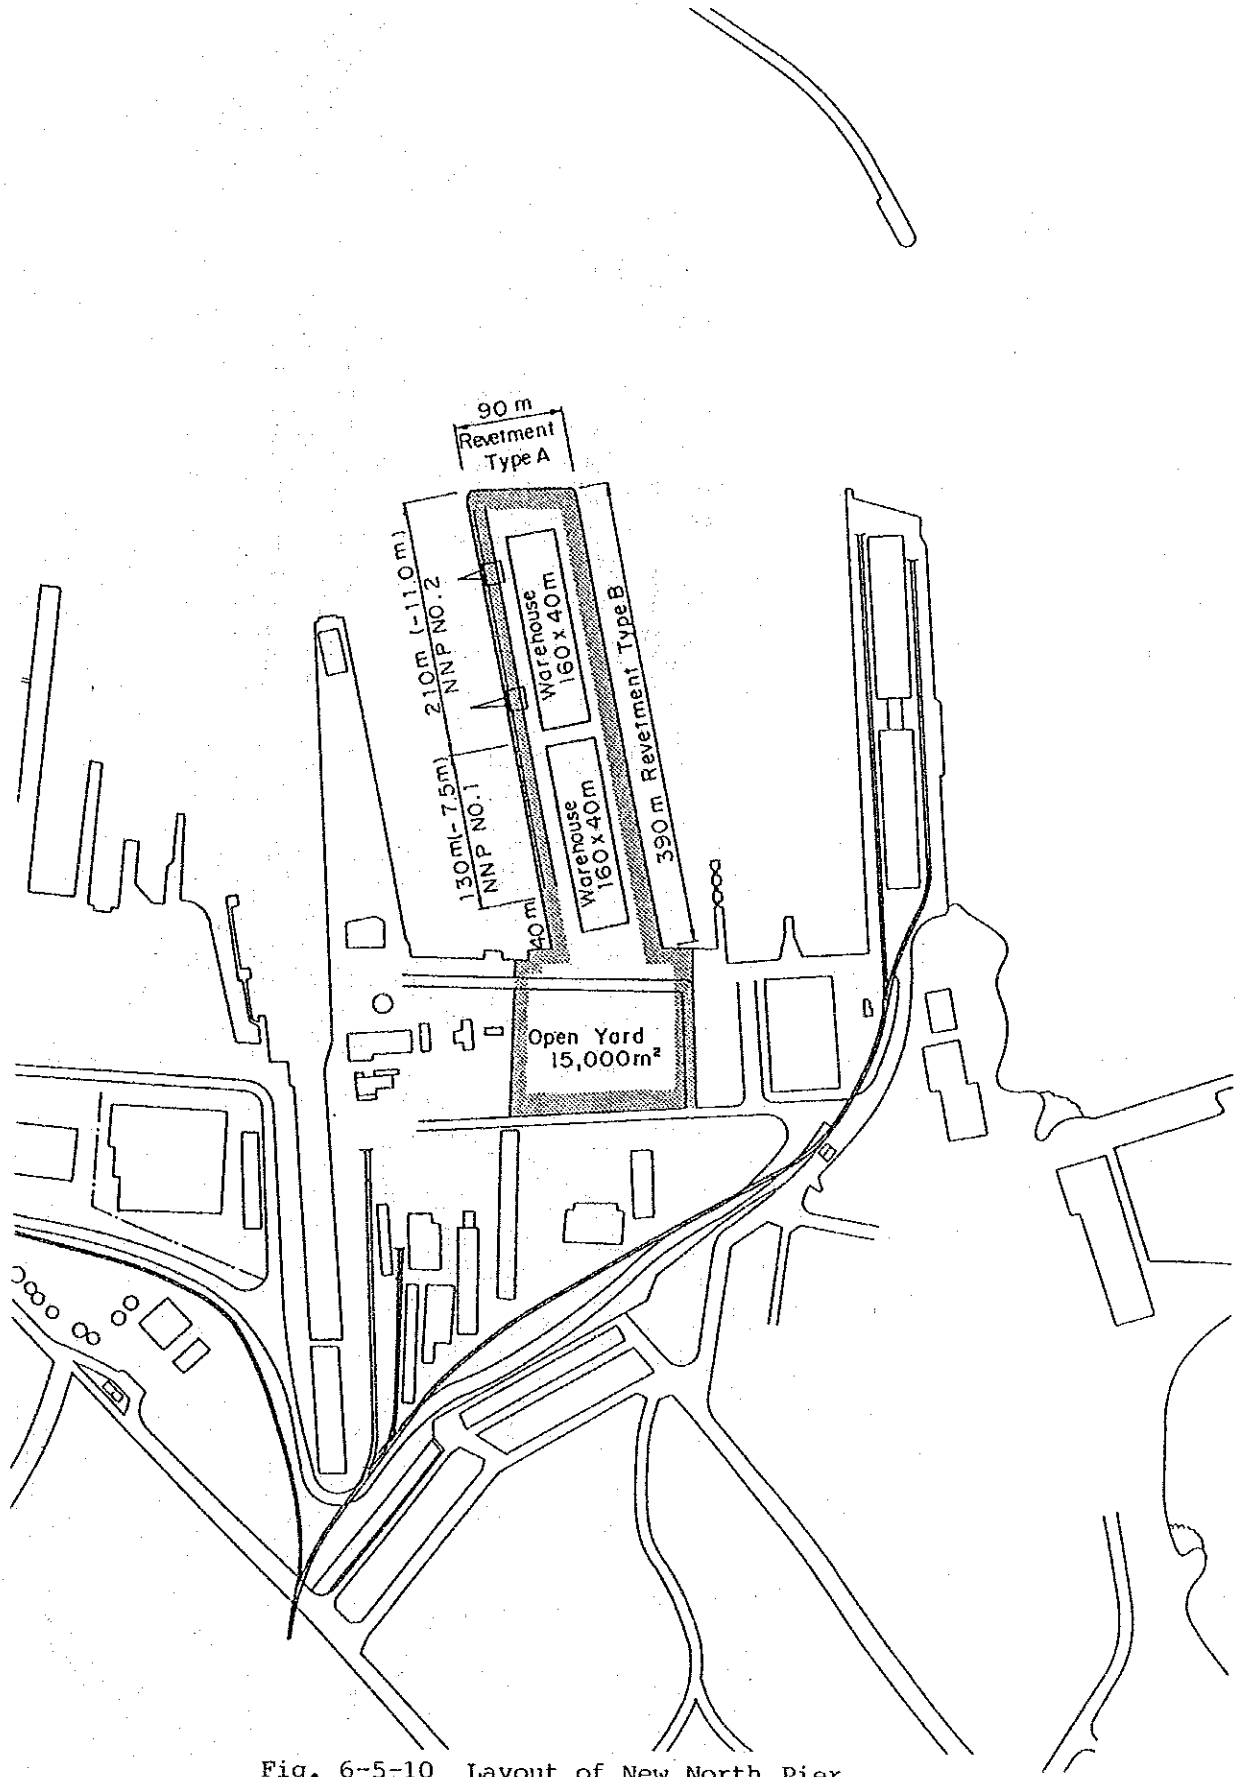 90 m
Revetment
Type A
210m (-11.0m)
NNP NO.2
130m(-7.5m)
NNP NO.1
40m
Warehouse
160 x 40m
Warehouse
160 x 40m
390m Revetment Type B
Open Yard
15,000m²
Fig. 6-5-10 Layout of New North Pier